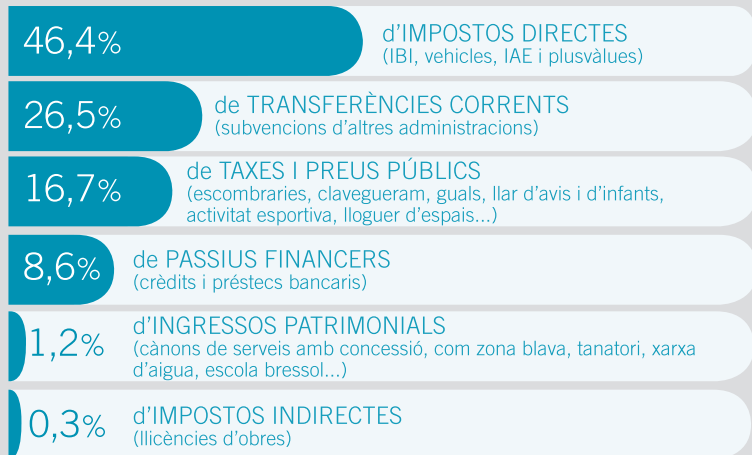 46,4%
d'IMPOSTOS DIRECTES
(IBI, vehicles, IAE i plusvàlues)
26,5%
de TRANSFERÈNCIES CORRENTS
(subvencions d'altres administracions)
16,7%
de TAXES I PREUS PÚBLICS
(escombraries, clavegueram, guals, llar d'avis i d'infants,
activitat esportiva, lloguer d'espais...)
8,6%
de PASSIUS FINANCERS
(crèdits i préstecs bancaris)
1,2%
d'INGRESSOS PATRIMONIALS
(cànons de serveis amb concessió, com zona blava, tanatori, xarxa
d'aigua, escola bressol...)
0,3%
d'IMPOSTOS INDIRECTES
(llicències d'obres)